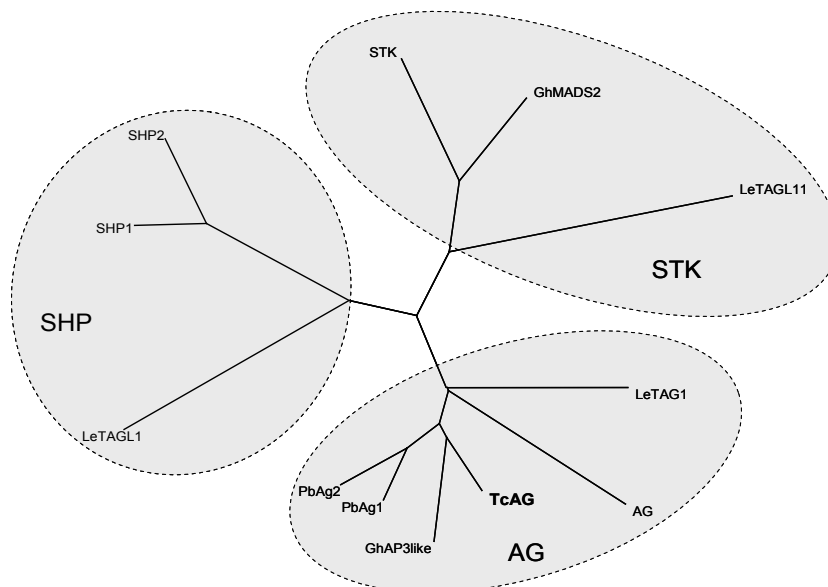 STK
GhMADS2
SHP2
LeTAGL11
SHP1
STK
SHP
LeTAG1
LeTAGL1
PbAg2
TcAG
PbAg1
AG
GhAP3like
AG